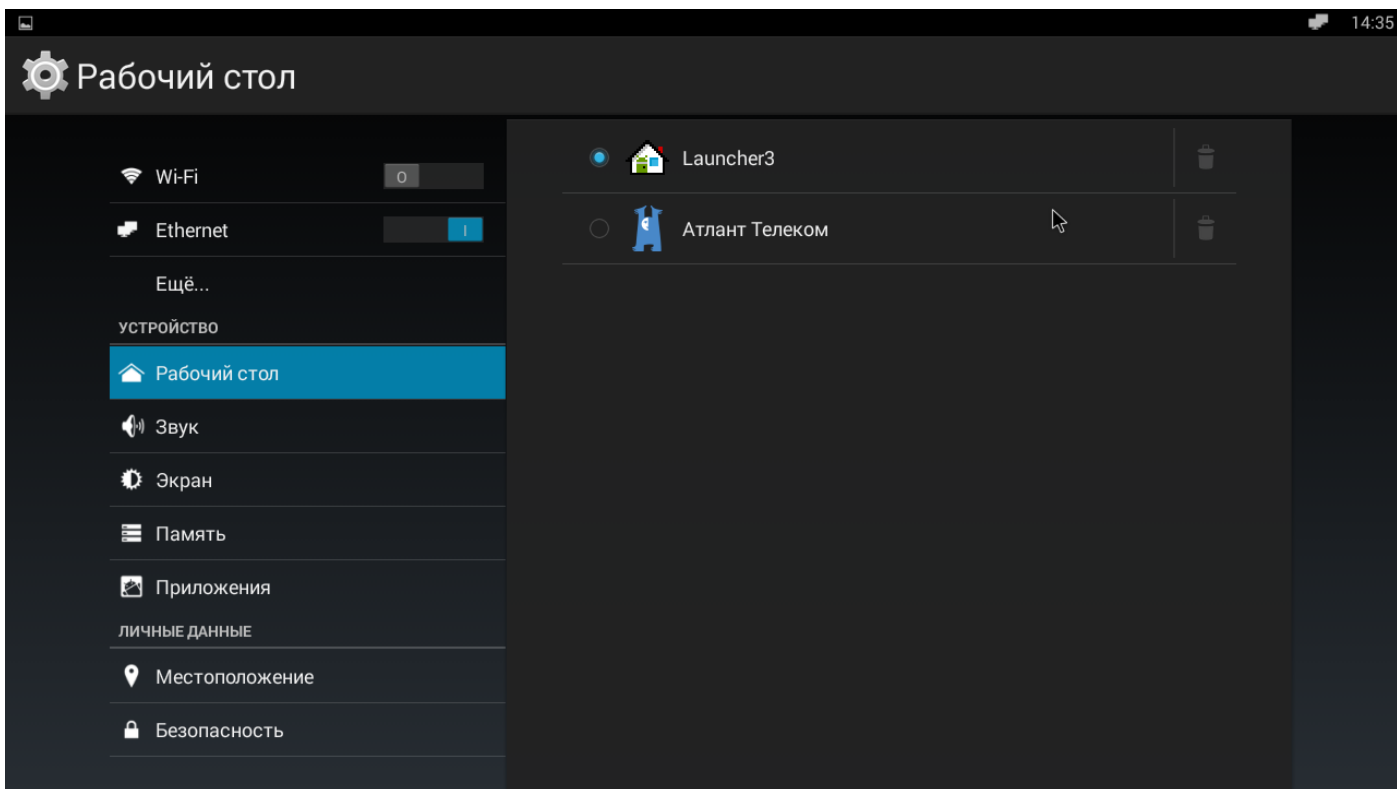 14:35
Рабочий стол
Wi-Fi
O
Ethernet
I
Ещё...
УСТРОЙСТВО
Рабочий стол
Звук
Экран
Память
Приложения
ЛИЧНЫЕ ДАННЫЕ
Местоположение
Безопасность
Launcher3
Атлант Телеком